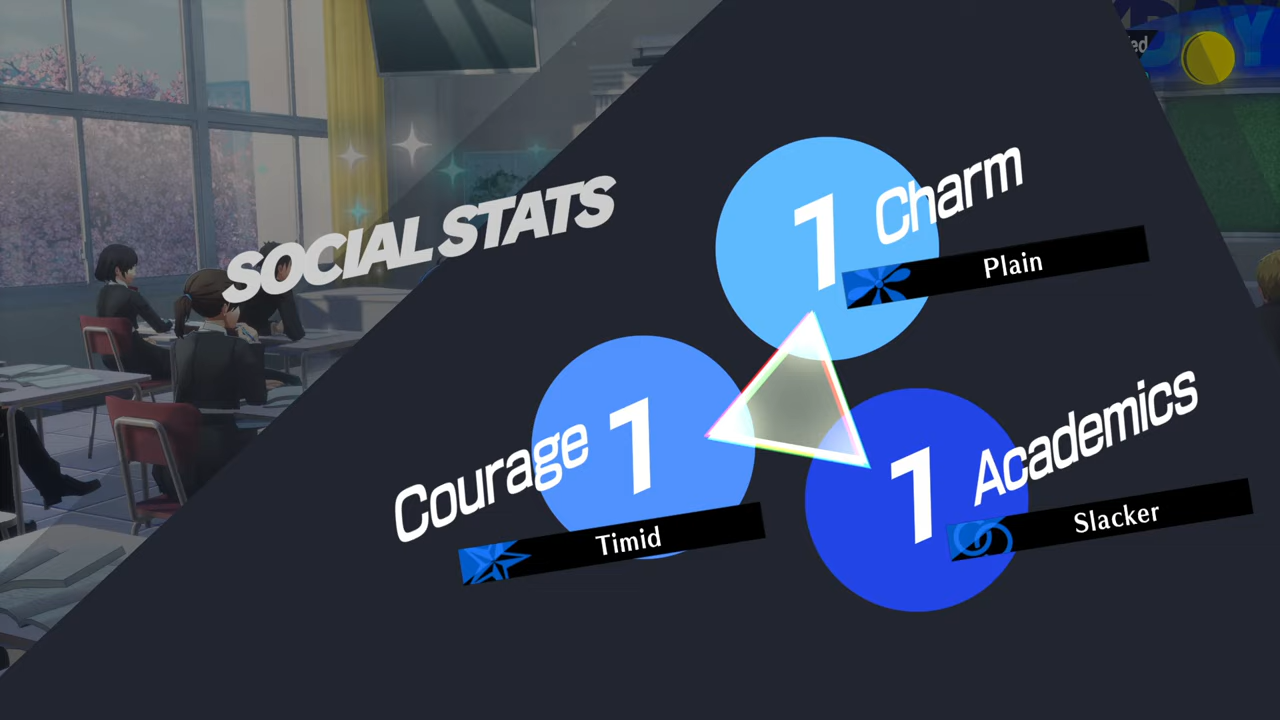 SOCIAL STATS
1 Charm
Plain
Courage 1
Timid
1 Academics
Slacker